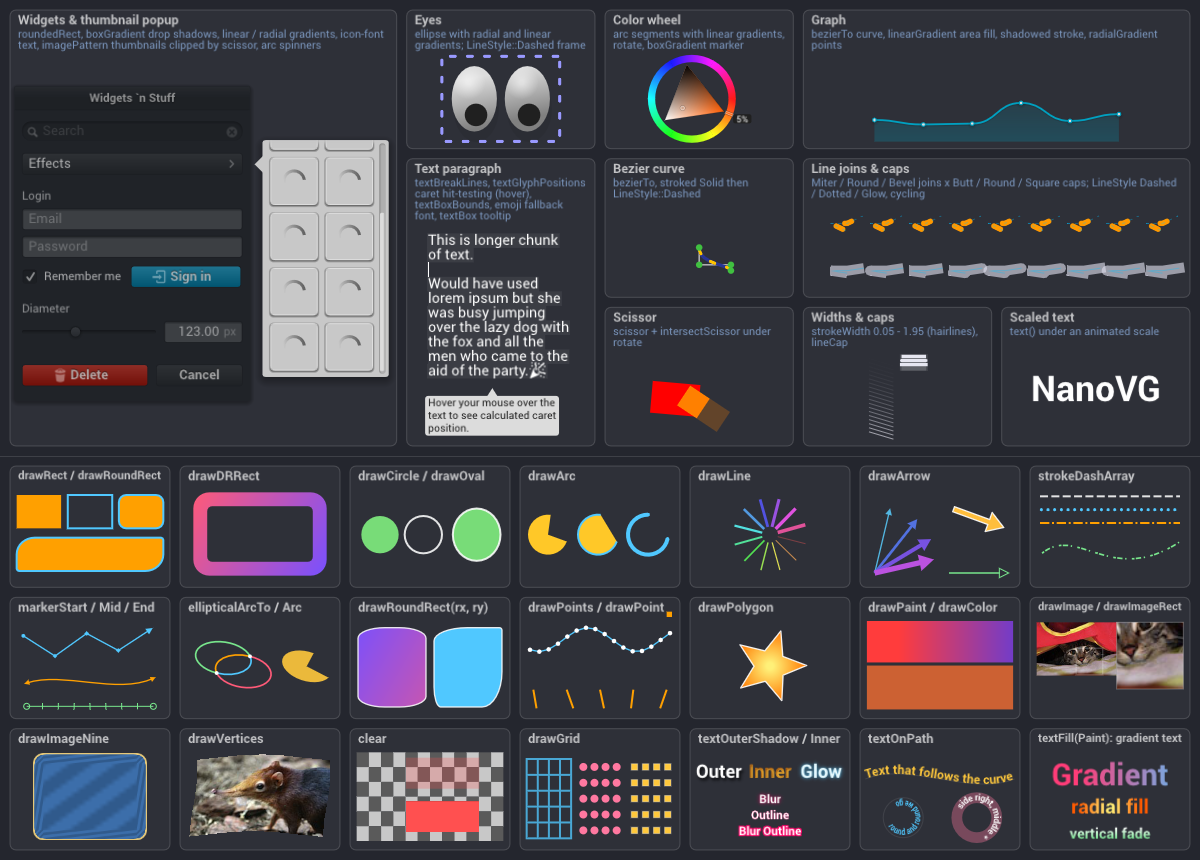 Widgets & thumbnail popup
roundedRect, boxGradient drop shadows, linear / radial gradients, icon-font
text, imagePattern thumbnails clipped by scissor, arc spinners
Widgets `n Stuff
Search
Effects
Login
Email
Password
Remember me
Sign in
Diameter
123.00 px
Delete
Cancel
Eyes
ellipse with radial and linear
gradients; LineStyle::Dashed frame
Color wheel
arc segments with linear gradients,
rotate, boxGradient marker
5%
Graph
bezierTo curve, linearGradient area fill, shadowed stroke, radialGradient
points
Text paragraph
textBreakLines, textGlyphPositions
caret hit-testing (hover),
textBoxBounds, emoji fallback
font, textBox tooltip
This is longer chunk
of text.
Would have used
lorem ipsum but she
was busy jumping
over the lazy dog with
the fox and all the
men who came to the
aid of the party.🎉
Hover your mouse over the
text to see calculated caret
position.
Bezier curve
bezierTo, stroked Solid then
LineStyle::Dashed
Line joins & caps
Miter / Round / Bevel joins x Butt / Round / Square caps; LineStyle Dashed
/ Dotted / Glow, cycling
Scissor
scissor + intersectScissor under
rotate
Widths & caps
strokeWidth 0.05 - 1.95 (hairlines),
lineCap
Scaled text
text() under an animated scale
NanoVG
drawRect / drawRoundRect
drawDRRect
drawCircle / drawOval
drawArc
drawLine
drawArrow
strokeDashArray
markerStart / Mid / End
ellipticalArcTo / Arc
drawRoundRect(rx, ry)
drawPoints / drawPoint
drawPolygon
drawPaint / drawColor
drawImage / drawImageRect
drawImageNine
drawVertices
clear
drawGrid
textOuterShadow / Inner
Outer Inner Glow
Blur
Outline
Blur Outline
textOnPath
Text that follows the curve
side right, middle
textFill(Paint): gradient text
Gradient
radial fill
vertical fade